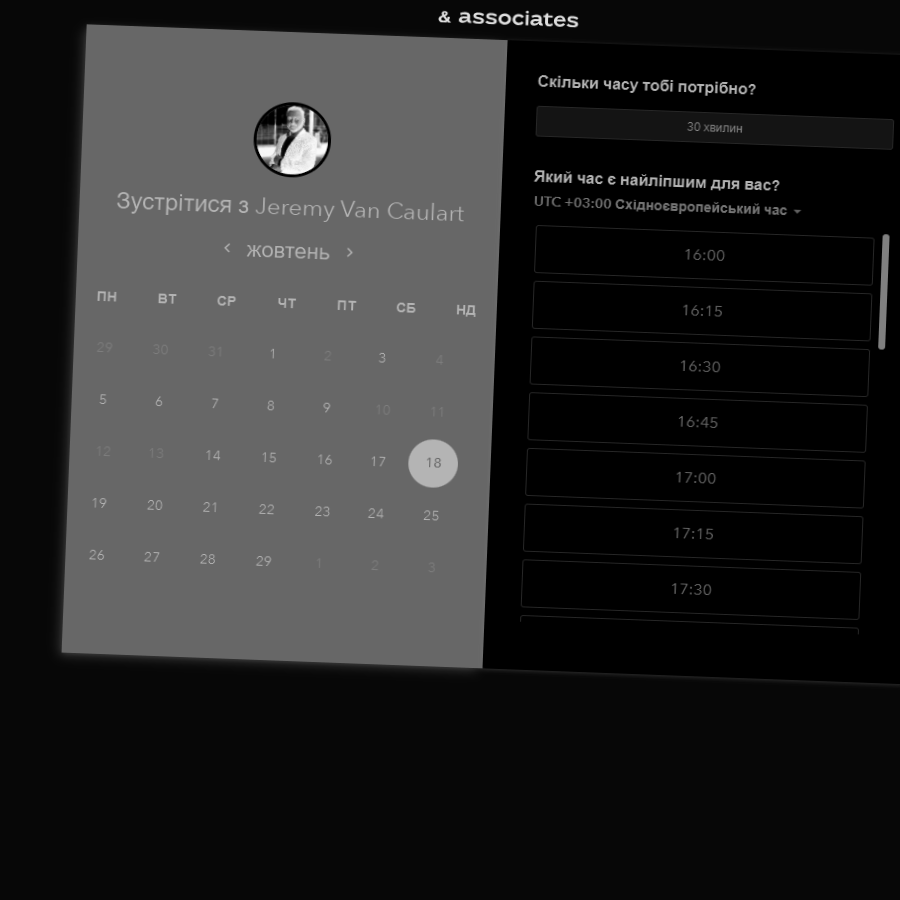 & associates
Зустрітися з Jeremy Van Caulart
‹ жовтень ›
ПН ВТ СР ЧТ ПТ СБ НД
29 30 31 1 2 3 4
5 6 7 8 9 10 11
12 13 14 15 16 17 18
19 20 21 22 23 24 25
26 27 28 29 1 2 3
Скільки часу тобі потрібно?
30 хвилин
Який час є найліпшим для вас?
UTC +03:00 Східноєвропейський час
16:00
16:15
16:30
16:45
17:00
17:15
17:30